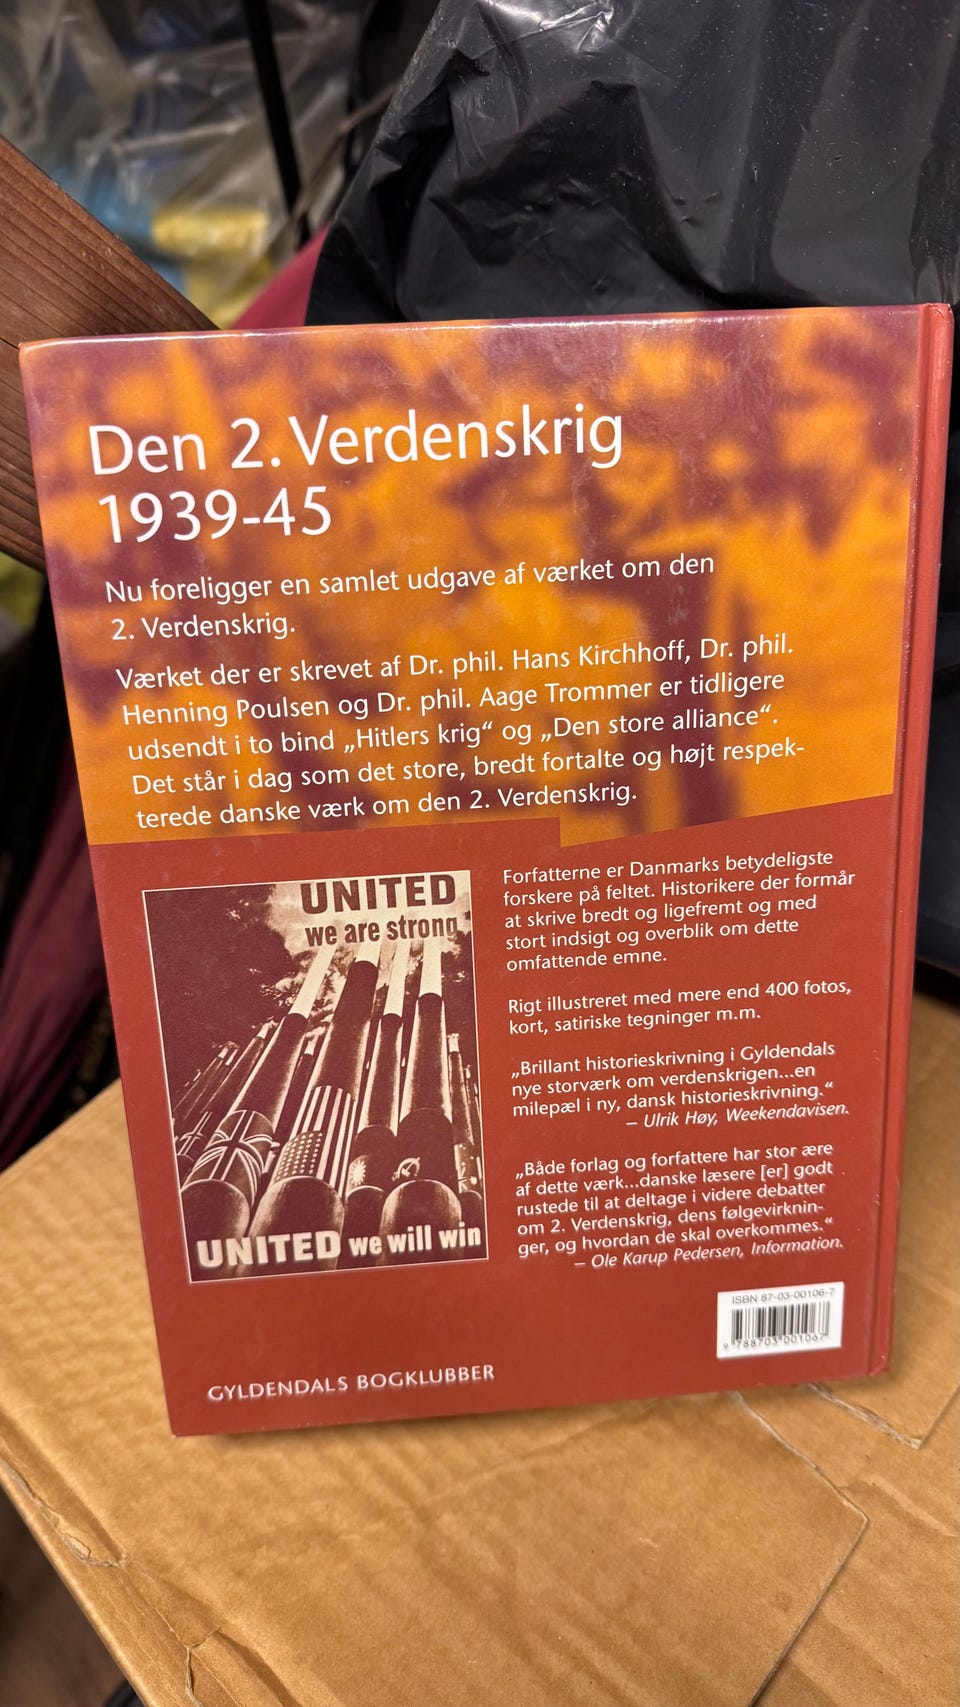 Den 2. Verdenskrig
1939-45
Nu foreligger en samlet udgave af værket om den
2. Verdenskrig.
Værket der er skrevet af Dr. phil. Hans Kirchhoff, Dr. phil.
Henning Poulsen og Dr. phil. Aage Trommer er tidligere
udsendt i to bind „Hitlers krig“ og „Den store alliance“.
Det står i dag som det store, bredt fortalte og højt respek-
terede danske værk om den 2. Verdenskrig.
UNITED
we are strong
UNITED we will win
Forfatterne er Danmarks betydeligste
forskere på feltet. Historikere der formår
at skrive bredt og ligefremt og med
stort indsigt og overblik om dette
omfattende emne.
Rigt illustreret med mere end 400 fotos,
kort, satiriske tegninger m.m.
„Brillant historieskrivning i Gyldendals
nye storværk om verdenskrigen...en
milepæl i ny, dansk historieskrivning.“
– Ulrik Høy, Weekendavisen.
„Både forlag og forfattere har stor ære
af dette værk...danske læsere [er] godt
rustede til at deltage i videre debatter
om 2. Verdenskrig, dens følgevirknin-
ger, og hvordan de skal overkommes.“
– Ole Karup Pedersen, Information.
ISBN 87-03-00106-7
9 788703 001067
GYLDENDALS BOGKLUBBER